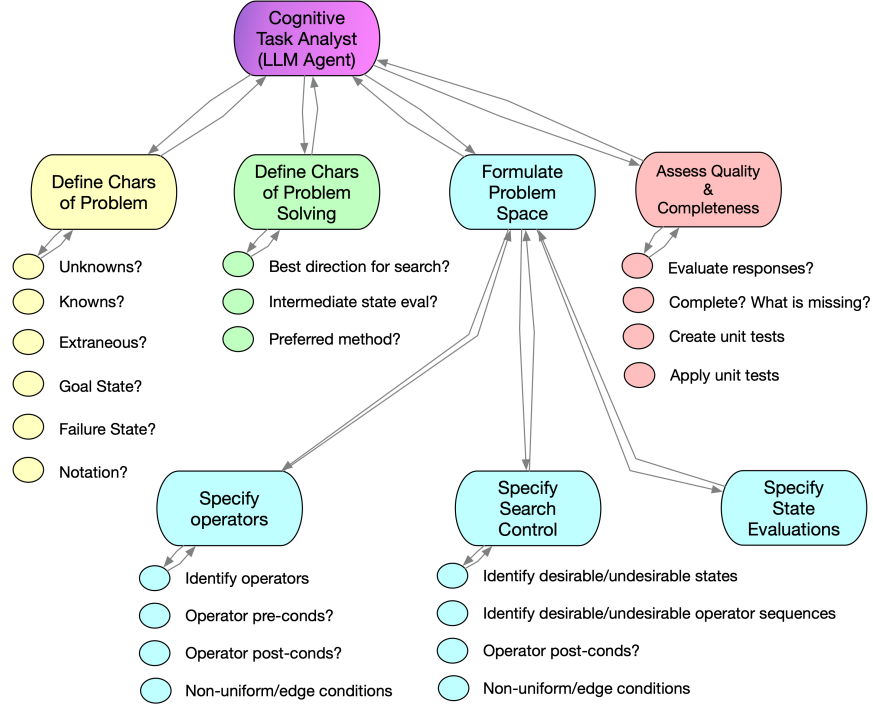 Cognitive
Task Analyst
(LLM Agent)
Define Chars
of Problem
Define Chars
of Problem
Solving
Formulate
Problem
Space
Assess Quality
&
Completeness
Unknowns?
Knowns?
Extraneous?
Goal State?
Failure State?
Notation?
Best direction for search?
Intermediate state eval?
Preferred method?
Evaluate responses?
Complete? What is missing?
Create unit tests
Apply unit tests
Specify
operators
Specify
Search
Control
Specify
State
Evaluations
Identify operators
Operator pre-conds?
Operator post-conds?
Non-uniform/edge conditions
Identify desirable/undesirable states
Identify desirable/undesirable operator sequences
Operator post-conds?
Non-uniform/edge conditions